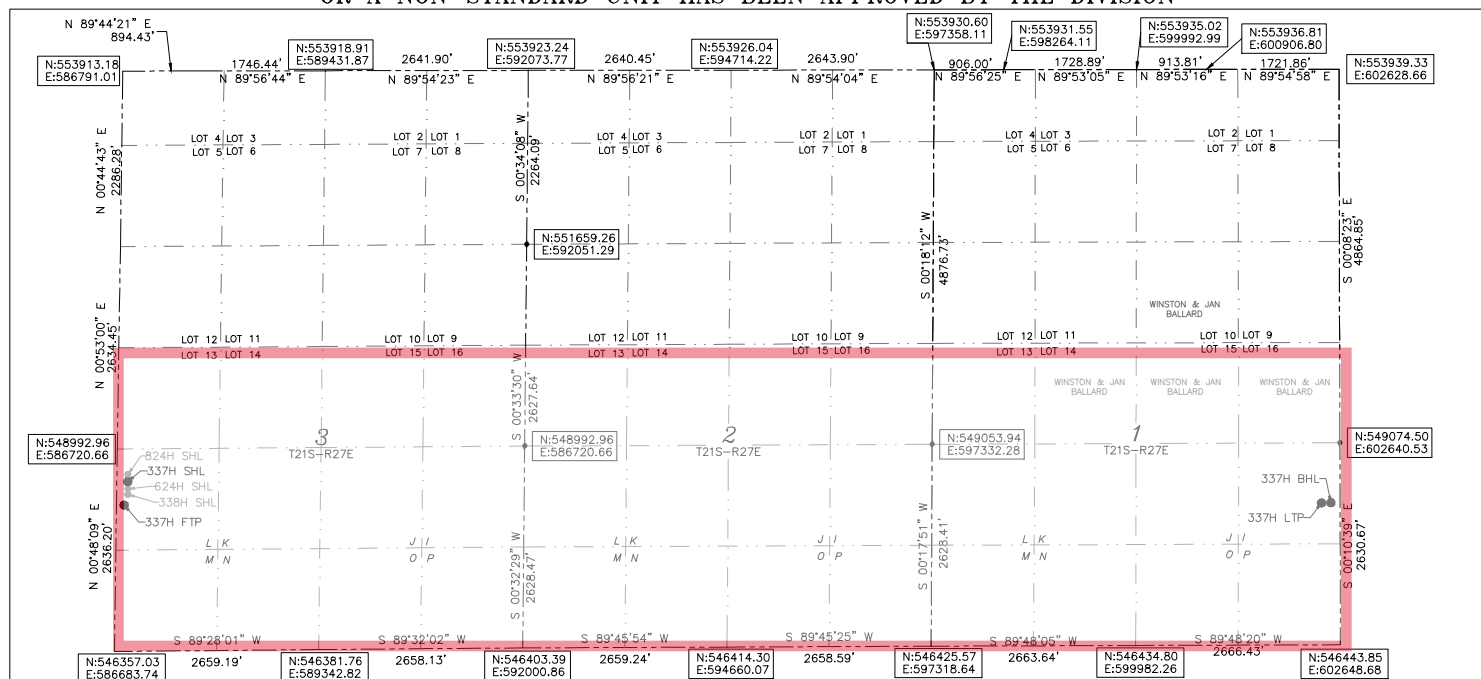 OR A NON-STANDARD UNIT HAS BEEN APPROVED BY THE DIVISION
N 89°44'21" E
894.43'
N:553913.18
E:586791.01
1746.44'
N 89°56'44" E
N:553918.91
E:589431.87
2641.90'
N 89°54'23" E
N:553923.24
E:592073.77
2640.45'
N 89°56'21" E
N:553926.04
E:594714.22
2643.90'
N 89°54'04" E
N:553930.60
E:597358.11
906.00'
N 89°56'25" E
N:553931.55
E:598264.11
1728.89'
N 89°53'05" E
N:553935.02
E:599992.99
913.81'
N 89°53'16" E
N:553936.81
E:600906.80
1721.86'
N 89°54'58" E
N:553939.33
E:602628.66
N 00°44'43" E
2286.28'
LOT 4 LOT 3
LOT 5 LOT 6
LOT 2 LOT 1
LOT 7 LOT 8
S 00°34'08" W
2264.09'
LOT 4 LOT 3
LOT 5 LOT 6
LOT 2 LOT 1
LOT 7 LOT 8
LOT 4 LOT 3
LOT 5 LOT 6
LOT 2 LOT 1
LOT 7 LOT 8
N:551659.26
E:592051.29
S 00°18'12" W
4876.73'
S 00°08'23" E
4864.85'
WINSTON & JAN
BALLARD
N 00°53'00" E
2634.45'
LOT 12 LOT 11
LOT 13 LOT 14
LOT 10 LOT 9
LOT 15 LOT 16
LOT 12 LOT 11
LOT 13 LOT 14
LOT 10 LOT 9
LOT 15 LOT 16
LOT 12 LOT 11
LOT 13 LOT 14
LOT 10 LOT 9
LOT 15 LOT 16
S 00°33'30" W
2627.64'
WINSTON & JAN
BALLARD
WINSTON & JAN
BALLARD
WINSTON & JAN
BALLARD
N:548992.96
E:586720.66
3
T21S-R27E
N:548992.96
E:586720.66
2
T21S-R27E
N:549053.94
E:597332.28
1
T21S-R27E
N:549074.50
E:602640.53
824H SHL
337H SHL
624H SHL
338H SHL
337H FTP
337H BHL
337H LTP
N 00°48'09" E
2636.20'
L K
M N
J I
O P
S 00°32'29" W
2628.47'
L K
M N
J I
O P
S 00°17'51" W
2628.41'
L K
M N
J I
O P
S 00°10'39" E
2630.67'
S 89°28'01" W
S 89°32'02" W
S 89°45'54" W
S 89°45'25" W
S 89°48'05" W
S 89°48'20" W
N:546357.03
E:586683.74
2659.19'
N:546381.76
E:589342.82
2658.13'
N:546403.39
E:592000.86
2659.24'
N:546414.30
E:594660.07
2658.59'
N:546425.57
E:597318.64
2663.64'
N:546434.80
E:599982.26
2666.43'
N:546443.85
E:602648.68